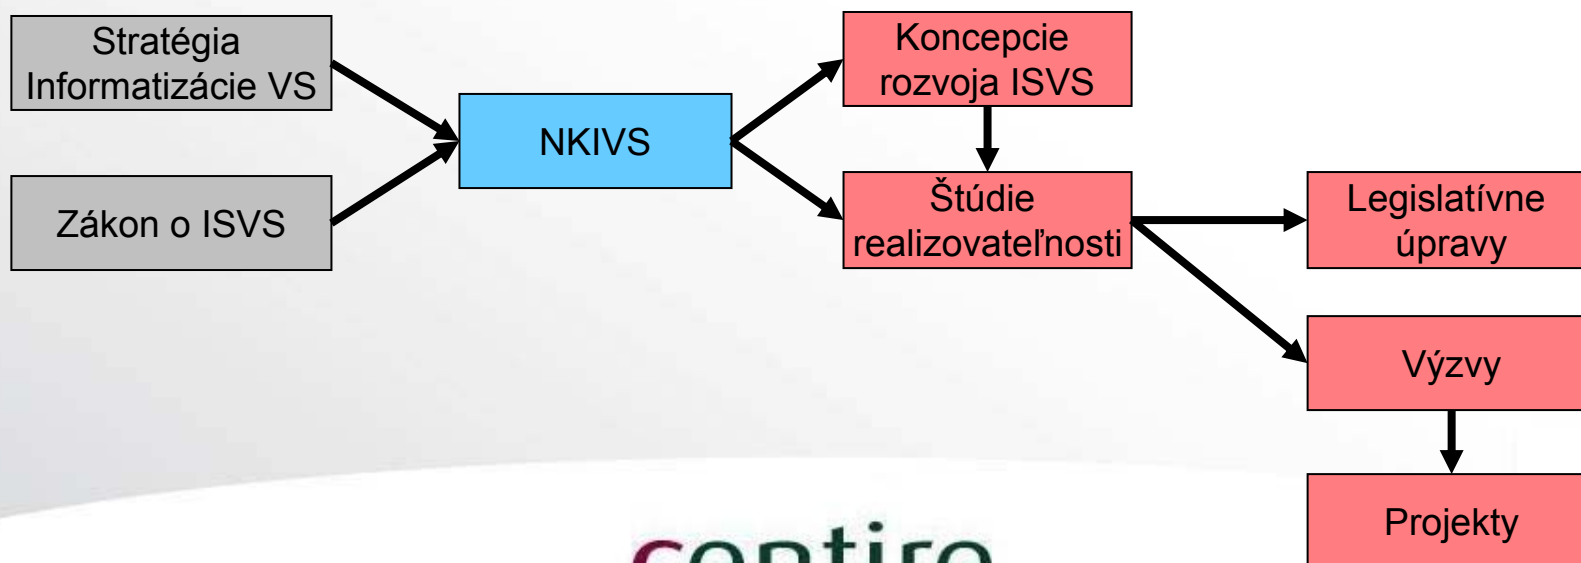 Stratégia
Informatizácie VS
Zákon o ISVS
NKIVS
Koncepcie
rozvoja ISVS
Štúdie
realizovateľnosti
Legislatívne
úpravy
Výzvy
Projekty